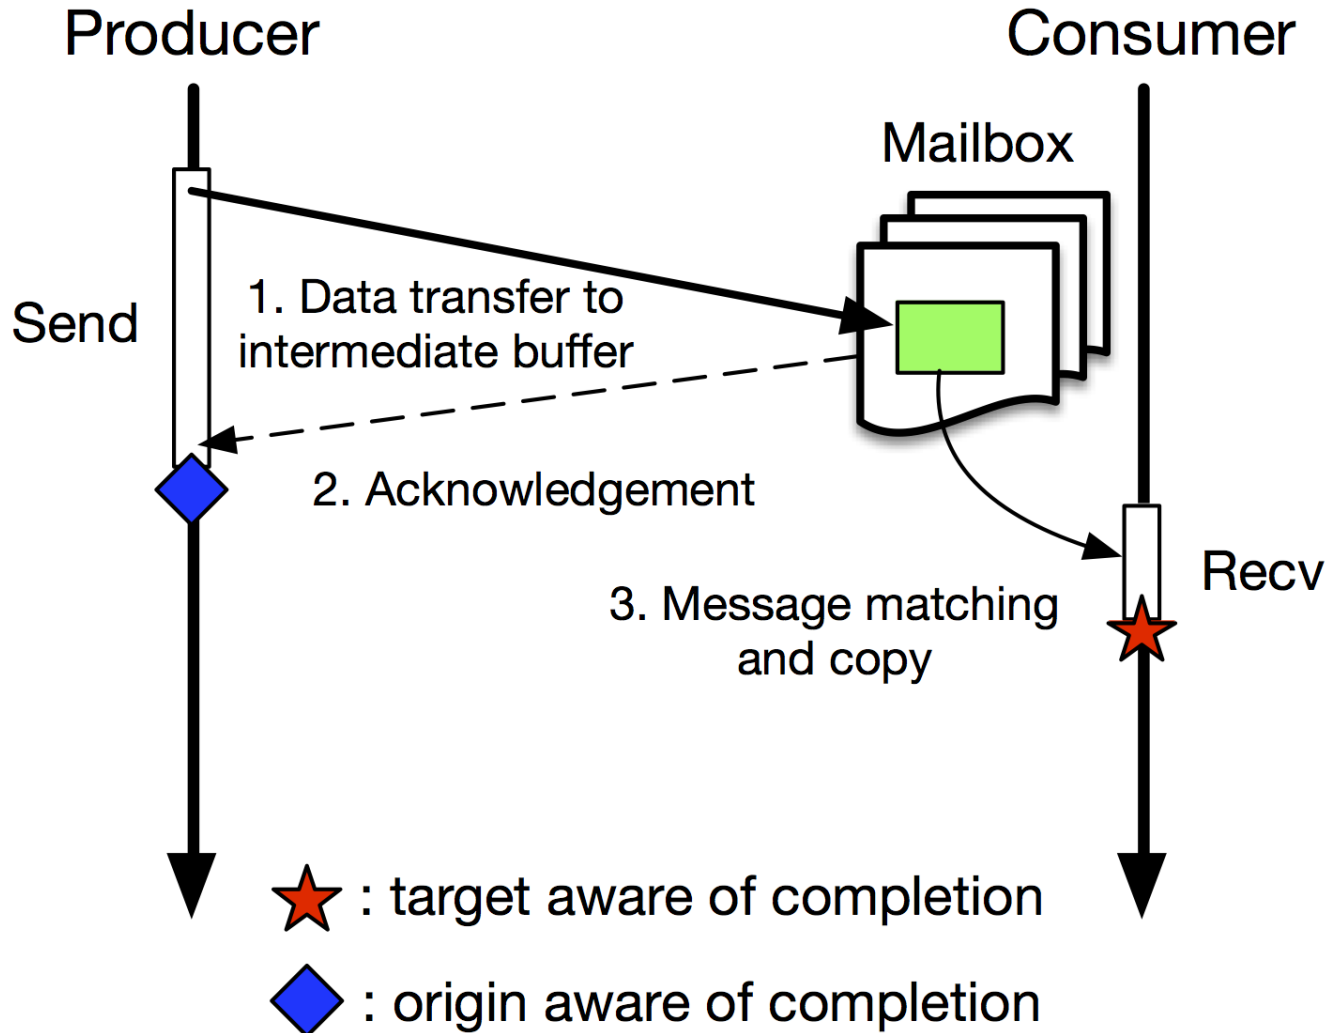 Producer
Consumer
Mailbox
Send
1. Data transfer to
intermediate buffer
2. Acknowledgement
Recv
3. Message matching
and copy
: target aware of completion
: origin aware of completion